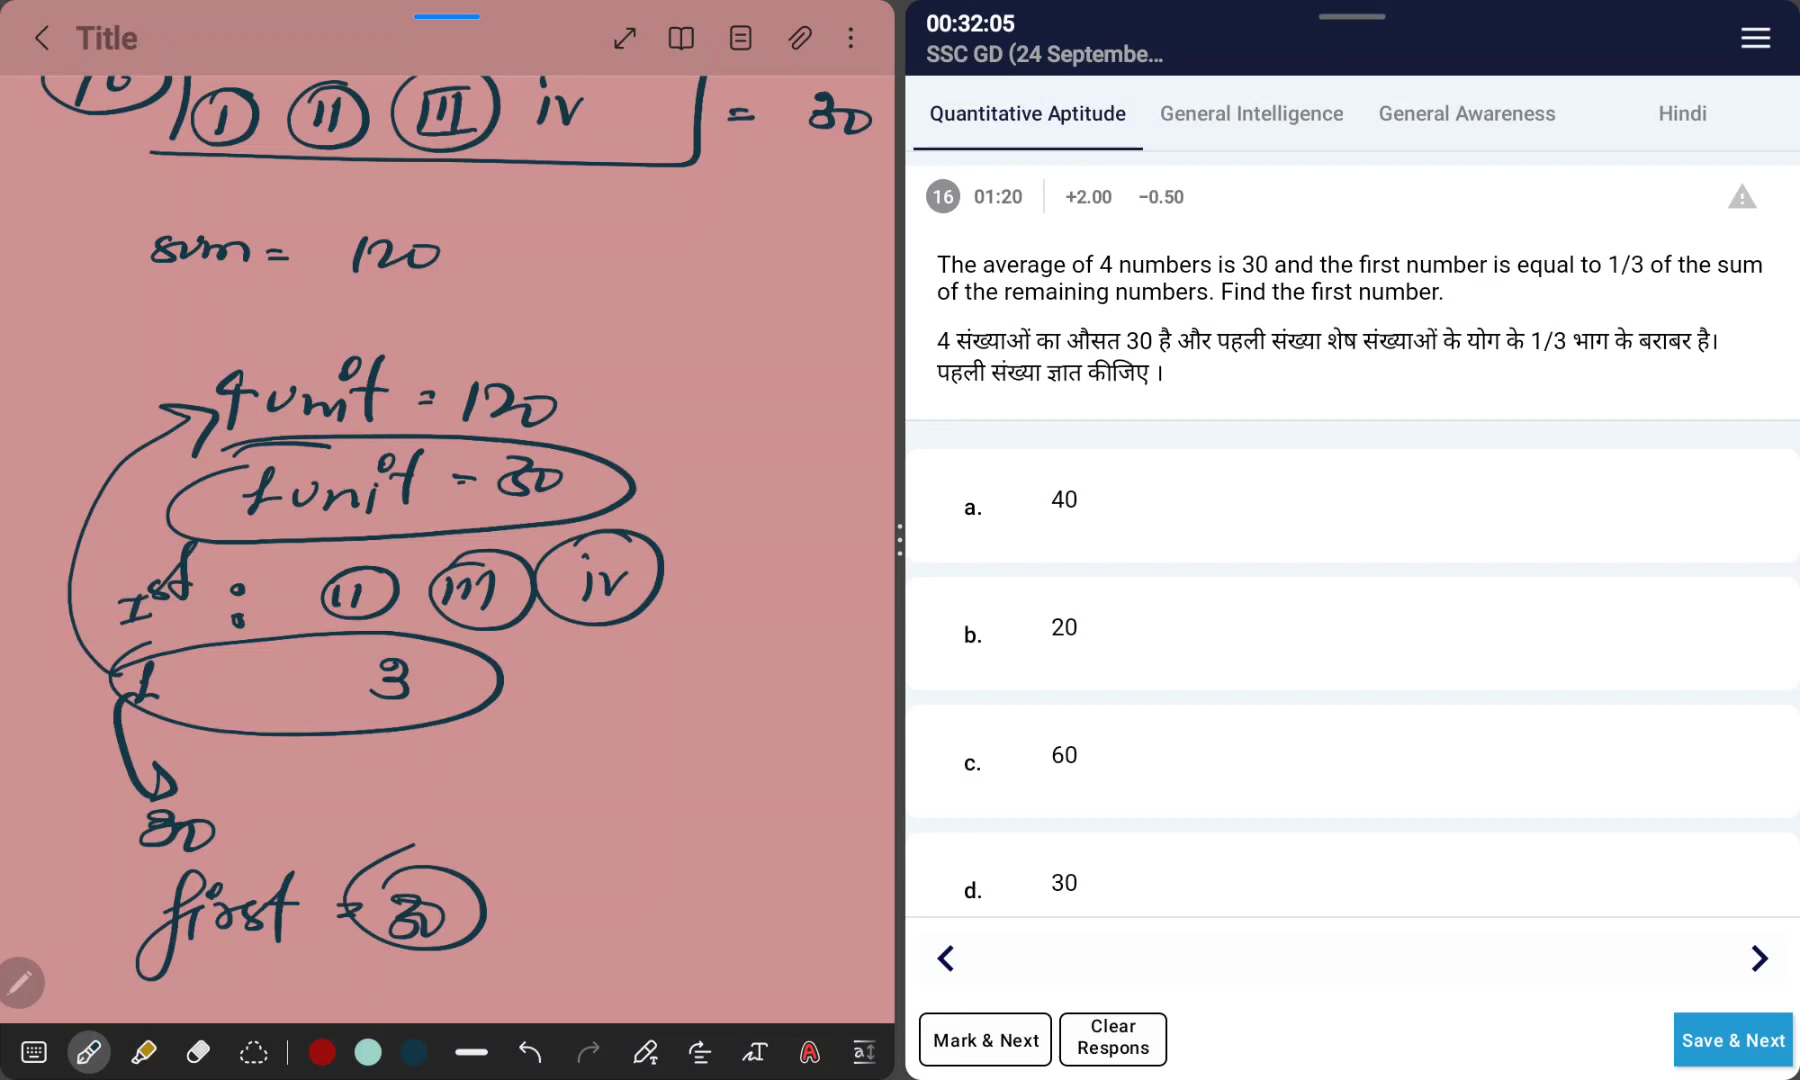 Title
16 I II III iv = 30
sum = 120
4 unit = 120
1 unit = 30
Ist : II III iv
1 3
30
first = 30
00:32:05
SSC GD (24 Septembe...
Quantitative Aptitude General Intelligence General Awareness Hindi
16 01:20 +2.00 −0.50
The average of 4 numbers is 30 and the first number is equal to 1/3 of the sum
of the remaining numbers. Find the first number.
4 संख्याओं का औसत 30 है और पहली संख्या शेष संख्याओं के योग के 1/3 भाग के बराबर है।
पहली संख्या ज्ञात कीजिए ।
a. 40
b. 20
c. 60
d. 30
Mark & Next
Clear
Respons
Save & Next